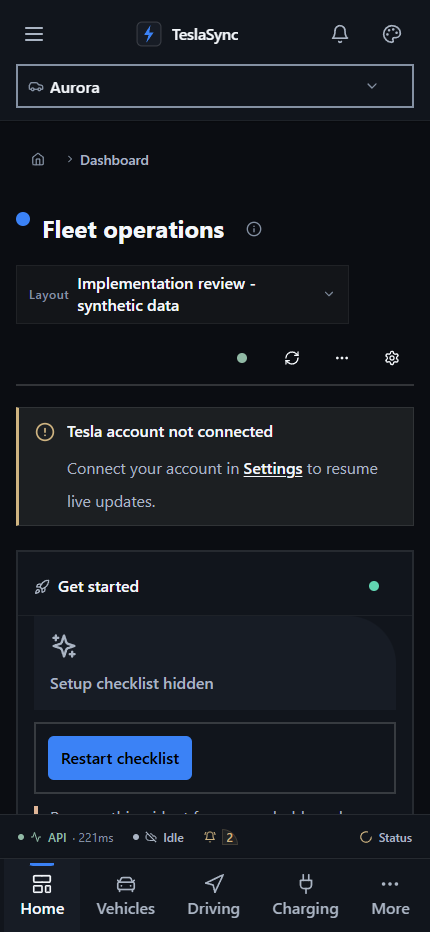 TeslaSync
Aurora
Dashboard
Fleet operations
Layout
Implementation review -
synthetic data
Tesla account not connected
Connect your account in Settings to resume
live updates.
Get started
Setup checklist hidden
Restart checklist
API · 221ms
Idle
2
Status
Home
Vehicles
Driving
Charging
More